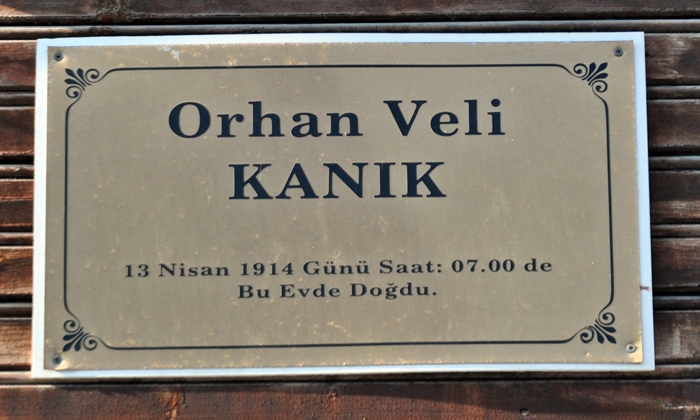 Orhan Veli
KANIK
13 Nisan 1914 Günü Saat: 07.00 de
Bu Evde Doğdu.